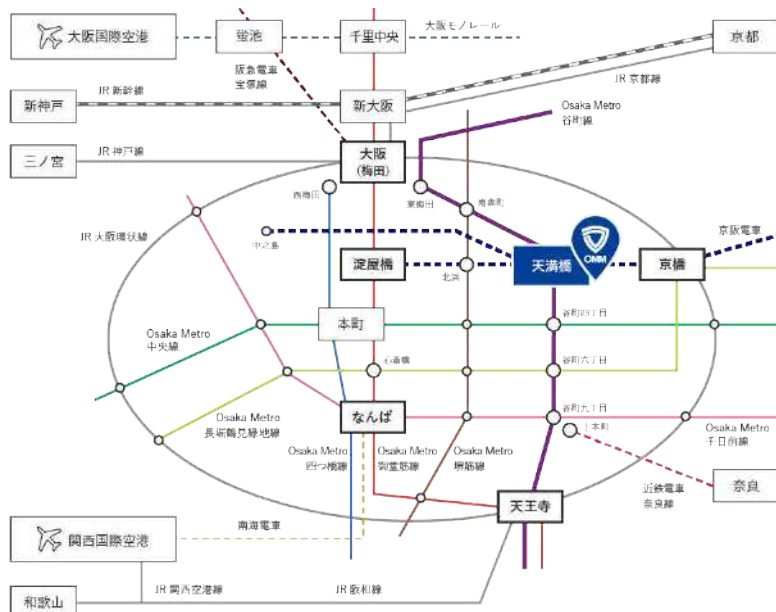 大阪国際空港
蛍池
千里中央
大阪モノレール
京都
阪急電車
宝塚線
JR 京都線
新神戸
JR 新幹線
新大阪
Osaka Metro
谷町線
三ノ宮
JR 神戸線
大阪
(梅田)
西梅田
東梅田
南森町
JR 大阪環状線
中之島
京阪電車
淀屋橋
北浜
天満橋
OMM
京橋
本町
谷町四丁目
Osaka Metro
中央線
心斎橋
谷町六丁目
なんば
谷町九丁目
Osaka Metro
長堀鶴見緑地線
Osaka Metro
四つ橋線
Osaka Metro
御堂筋線
Osaka Metro
堺筋線
上本町
Osaka Metro
千日前線
近鉄電車
奈良線
奈良
天王寺
南海電車
関西国際空港
JR 関西空港線
JR 阪和線
和歌山